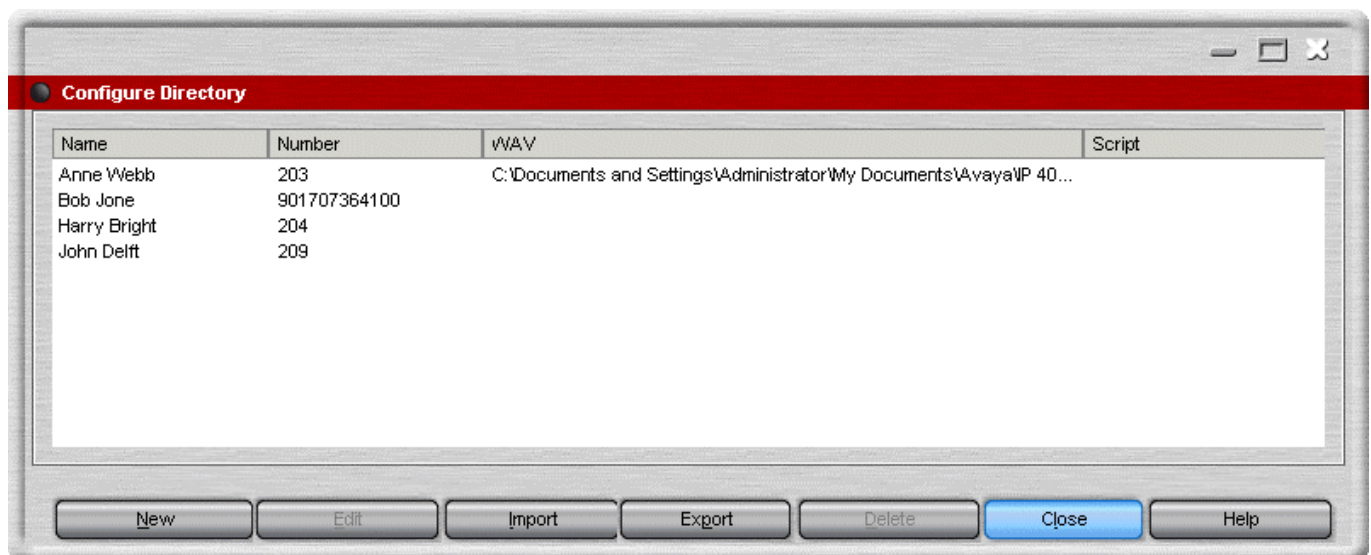 Configure Directory
Name Number WAV Script
Anne Webb 203 C:\Documents and Settings\Administrator\My Documents\Avaya\IP 40...
Bob Jone 901707364100
Harry Bright 204
John Delft 209
New Edit Import Export Delete Close Help